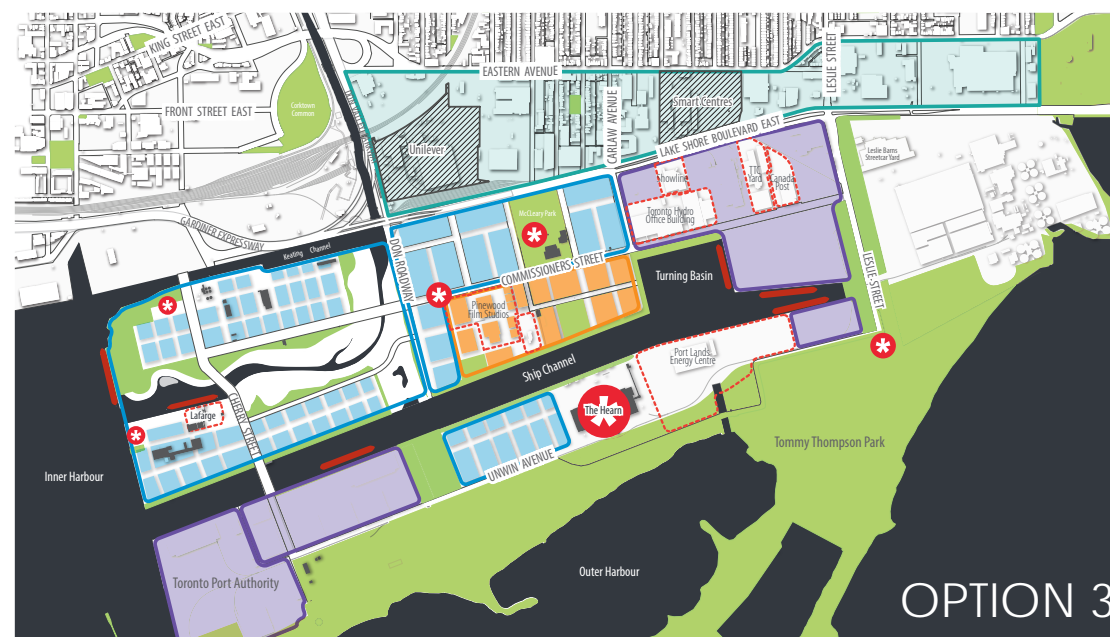 KING STREET EAST
FRONT STREET EAST
Corktown
Common
EASTERN AVENUE
LESLIE STREET
Smart Centres
CARLAW AVENUE
Unilever
LAKE SHORE BOULEVARD EAST
Leslie Barns
Streetcar Yard
howline
TTC
Yard
Canada
Post
Toronto Hydro
Office Building
McCleary Park
GARDINER EXPRESSWAY
Keating Channel
DON ROADWAY
COMMISSIONERS STREET
Turning Basin
LESLIE STREET
Pinewood
Film Studios
Ship Channel
Port Lands
Energy Centre
Lafarge
CHERRY STREET
The Hearn
Tommy Thompson Park
UNWIN AVENUE
Inner Harbour
Outer Harbour
Toronto Port Authority
OPTION 3